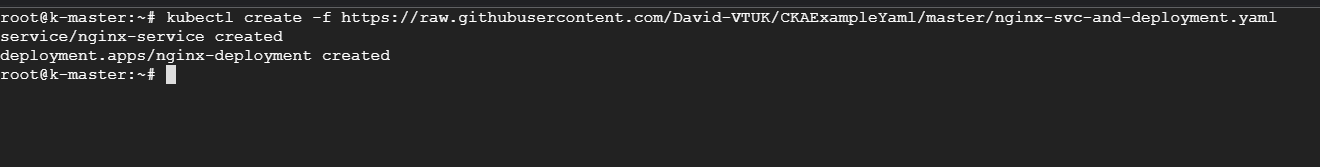 root@k-master:~# kubectl create -f https://raw.githubusercontent.com/David-VTUK/CKAExampleYaml/master/nginx-svc-and-deployment.yaml
service/nginx-service created
deployment.apps/nginx-deployment created
root@k-master:~#